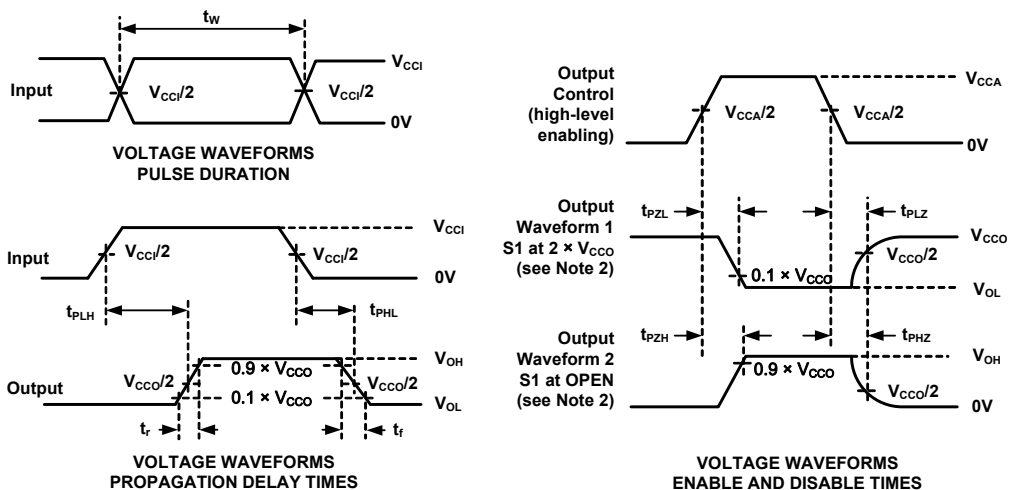 tW
VCCI
Input
VCCI/2
VCCI/2
0V
VOLTAGE WAVEFORMS
PULSE DURATION
VCCI
Input
VCCI/2
VCCI/2
0V
tPLH
tPHL
VOH
Output
VCCO/2
0.9 × VCCO
0.1 × VCCO
VCCO/2
VOL
tr
tf
VOLTAGE WAVEFORMS
PROPAGATION DELAY TIMES
Output
Control
(high-level
enabling)
VCCA
VCCA/2
VCCA/2
0V
Output
Waveform 1
S1 at 2 × VCCO
(see Note 2)
tPZL
tPLZ
VCCO
VCCO/2
0.1 × VCCO
VOL
Output
Waveform 2
S1 at OPEN
(see Note 2)
tPZH
tPHZ
VOH
0.9 × VCCO
VCCO/2
0V
VOLTAGE WAVEFORMS
ENABLE AND DISABLE TIMES